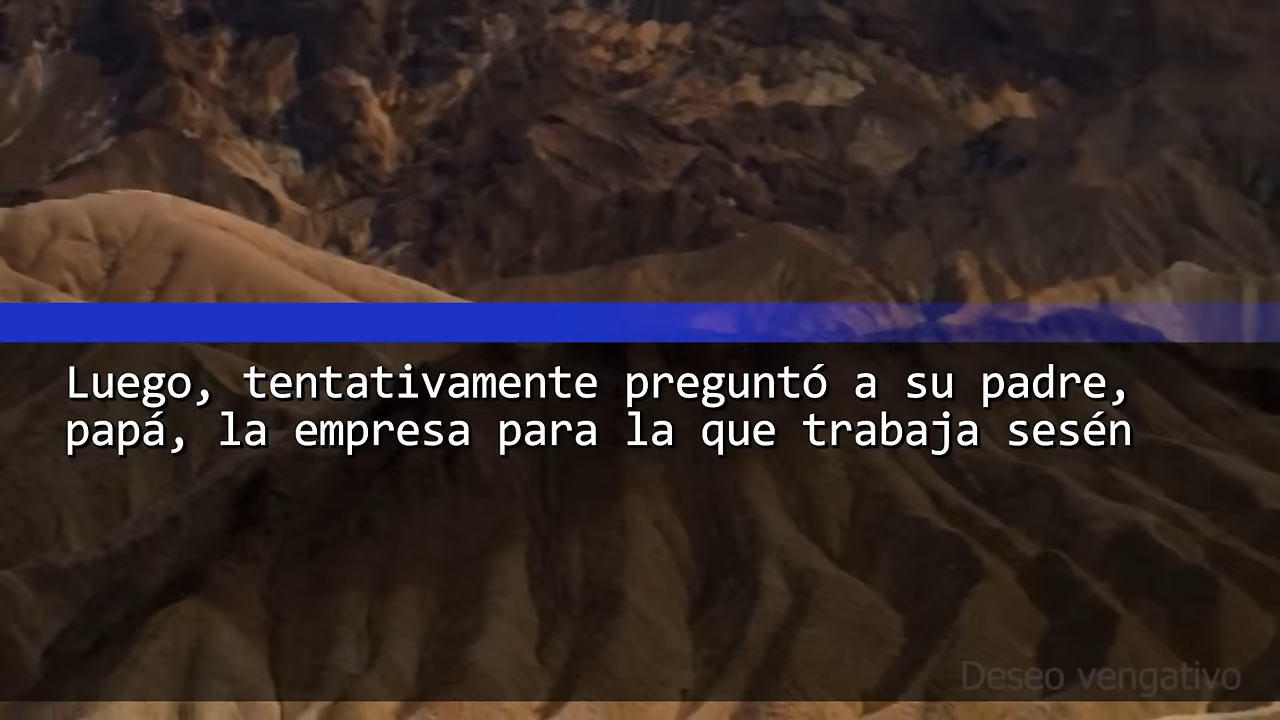 Luego, tentativamente preguntó a su padre,
papá, la empresa para la que trabaja sesén
Deseo vengativo